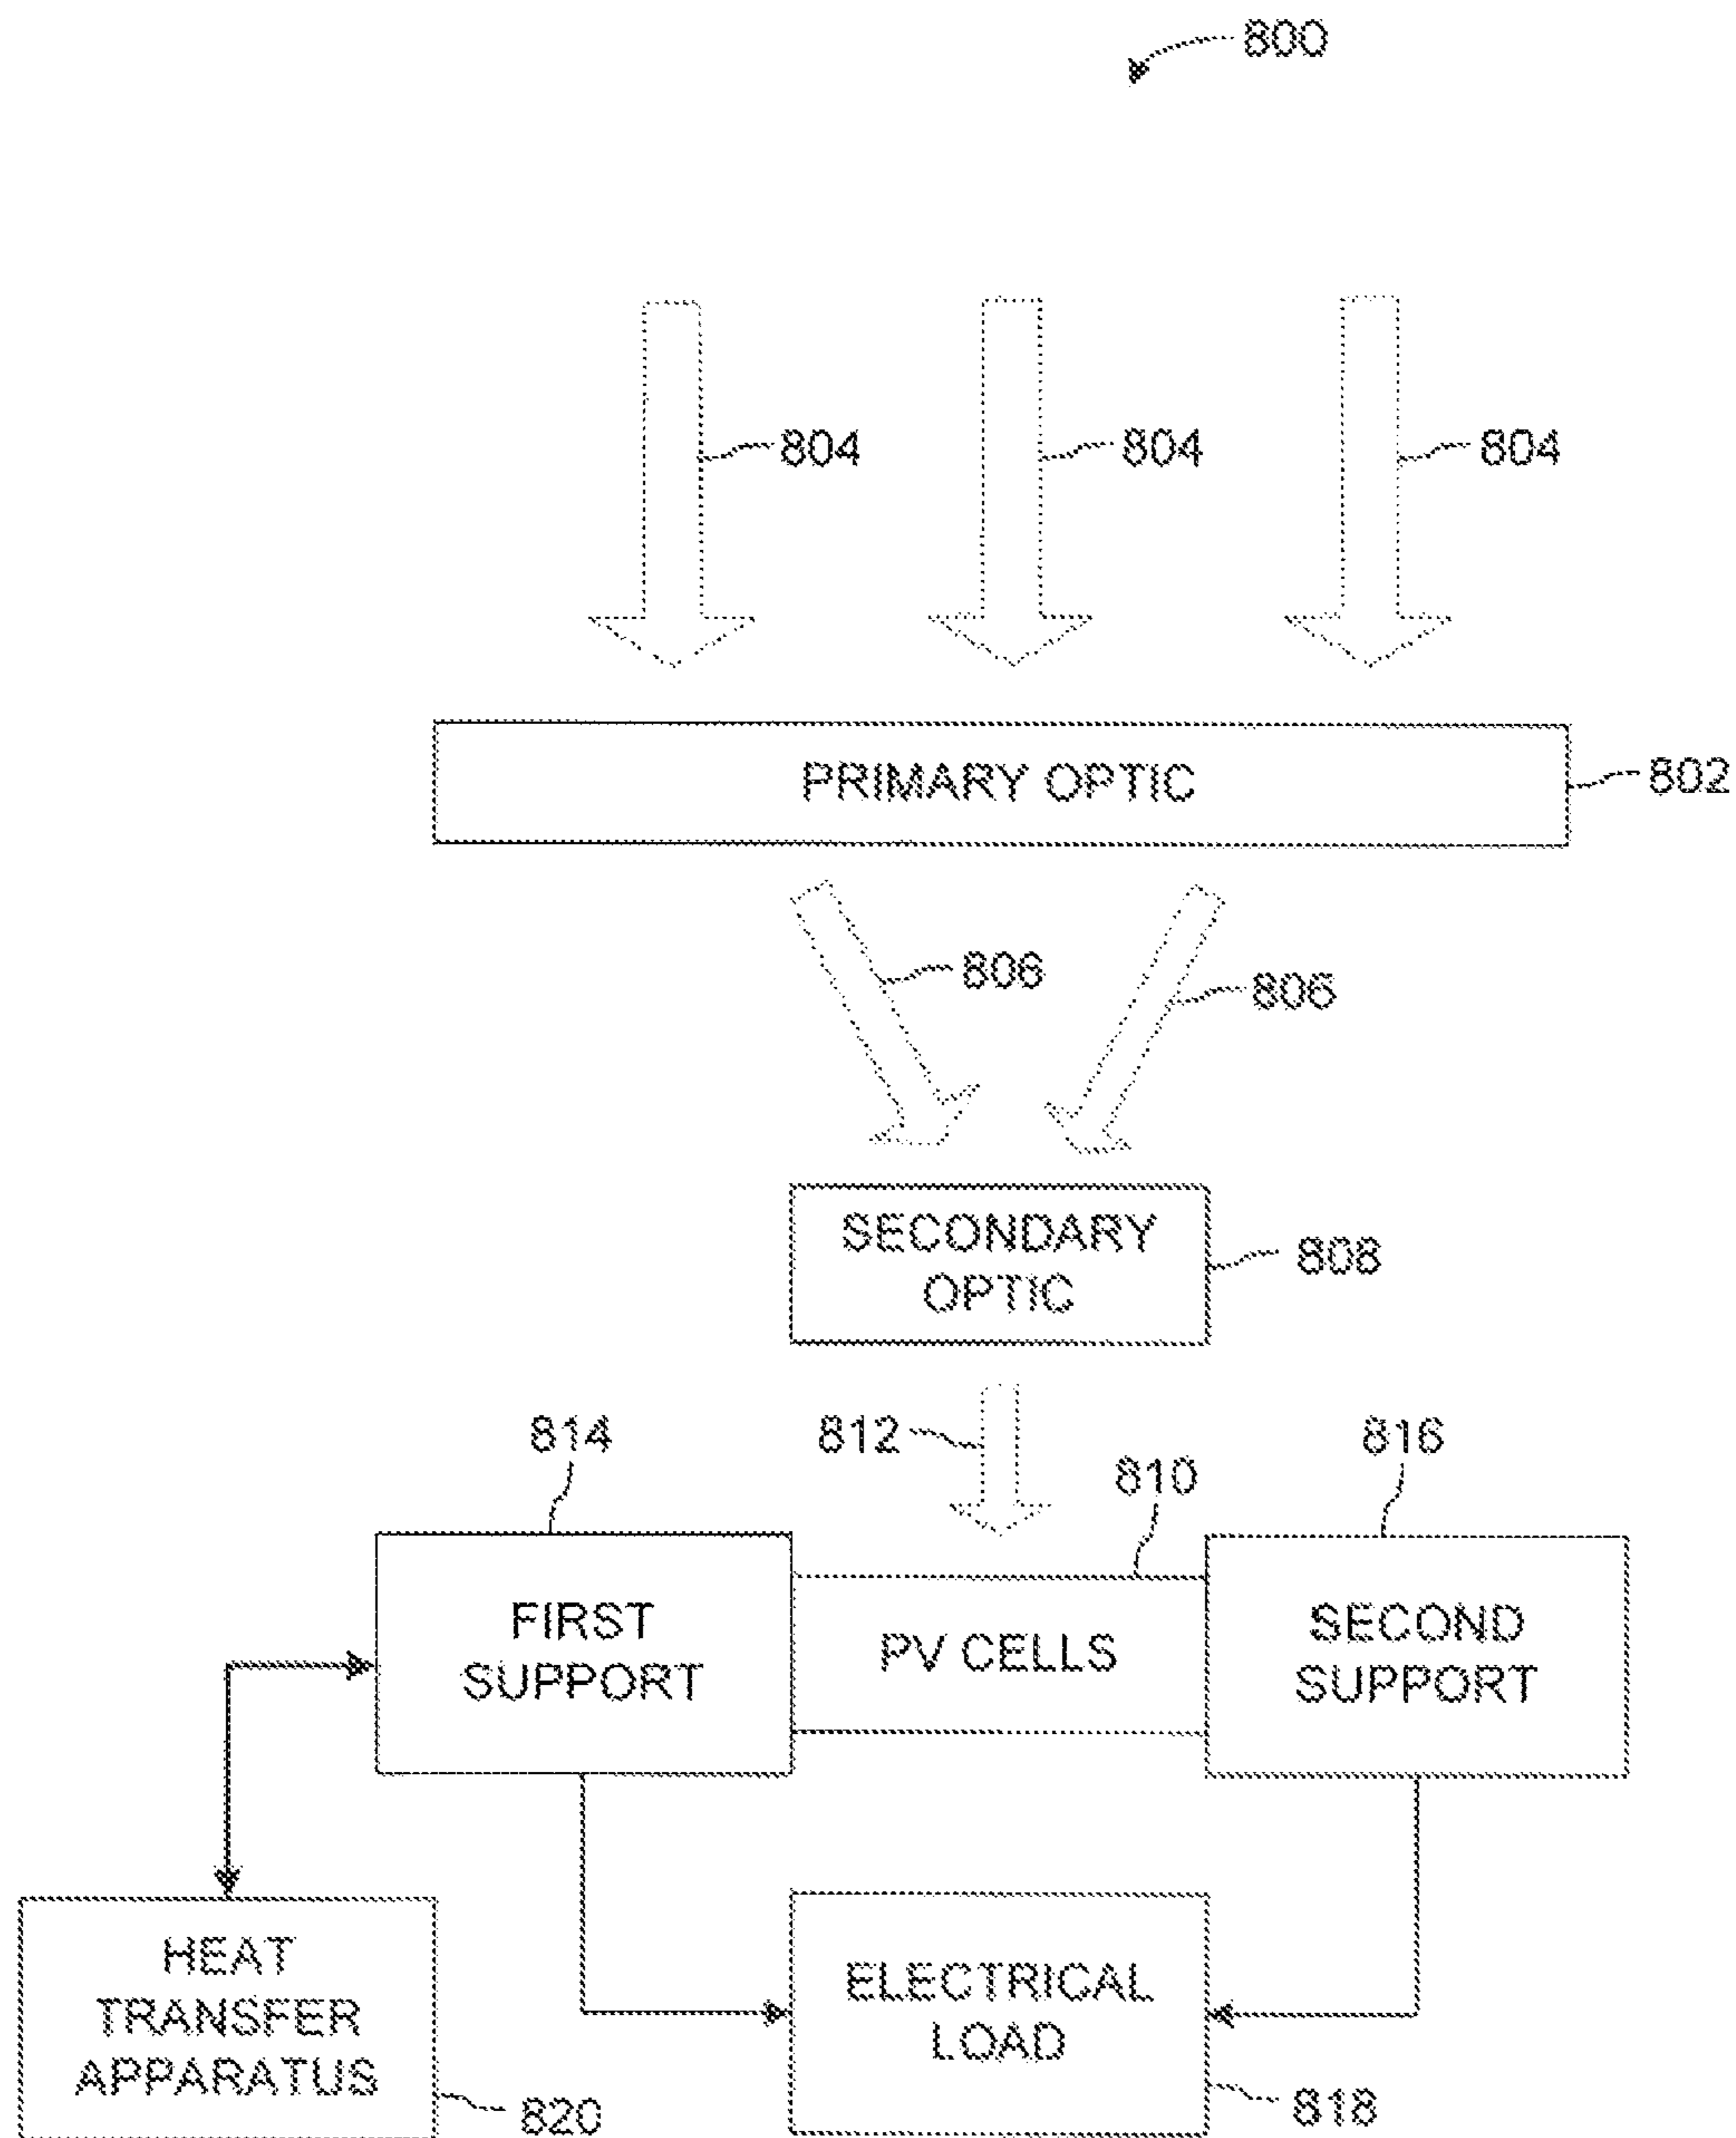 800
804
804
804
PRIMARY OPTIC
802
806
806
SECONDARY
OPTIC
808
814
812
810
816
FIRST
SUPPORT
PV CELLS
SECOND
SUPPORT
HEAT
TRANSFER
APPARATUS
820
ELECTRICAL
LOAD
818